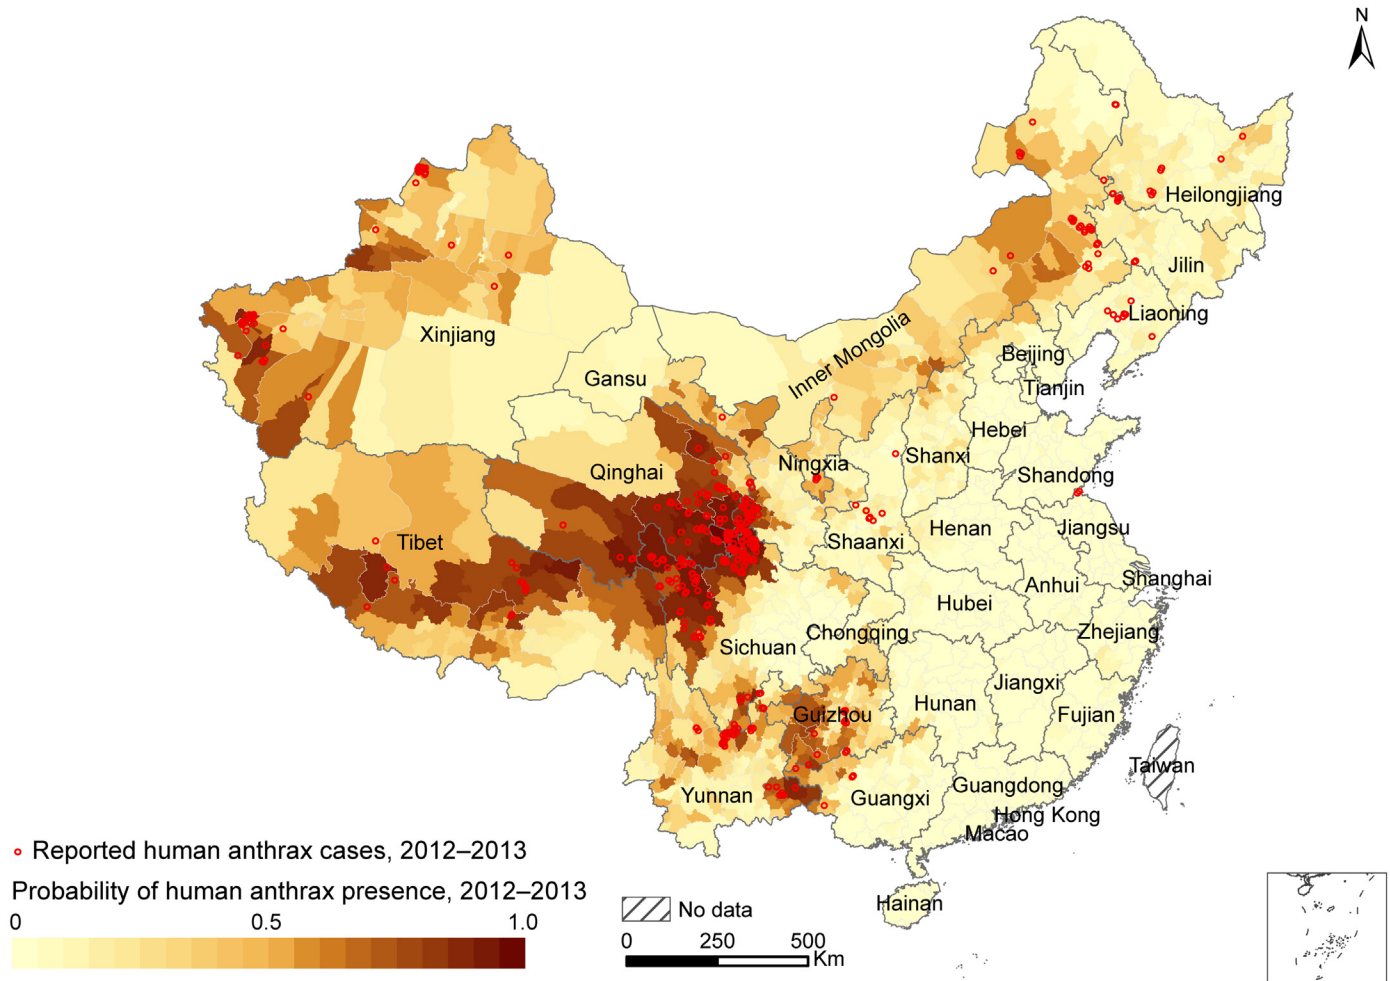 N
Heilongjiang
Jilin
Liaoning
Xinjiang
Inner Mongolia
Beijing
Gansu
Tianjin
Hebei
Qinghai
Ningxia
Shanxi
Shandong
Tibet
Shaanxi
Henan
Jiangsu
Anhui
Shanghai
Hubei
Chongqing
Zhejiang
Sichuan
Jiangxi
Guizhou
Hunan
Fujian
Taiwan
Yunnan
Guangxi
Guangdong
Hong Kong
Macao
Hainan
Reported human anthrax cases, 2012–2013
Probability of human anthrax presence, 2012–2013
0 0.5 1.0
No data
0 250 500
Km